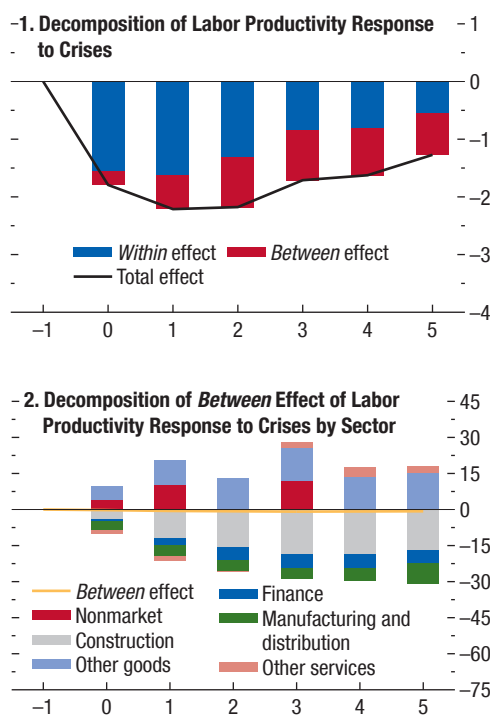 1. Decomposition of Labor Productivity Response
to Crises
1
0
–1
–2
–3
–4
Within effect
Between effect
Total effect
–1 0 1 2 3 4 5
2. Decomposition of Between Effect of Labor
Productivity Response to Crises by Sector
45
30
15
0
–15
–30
–45
–60
–75
Between effect
Nonmarket
Construction
Other goods
Finance
Manufacturing and
distribution
Other services
–1 0 1 2 3 4 5